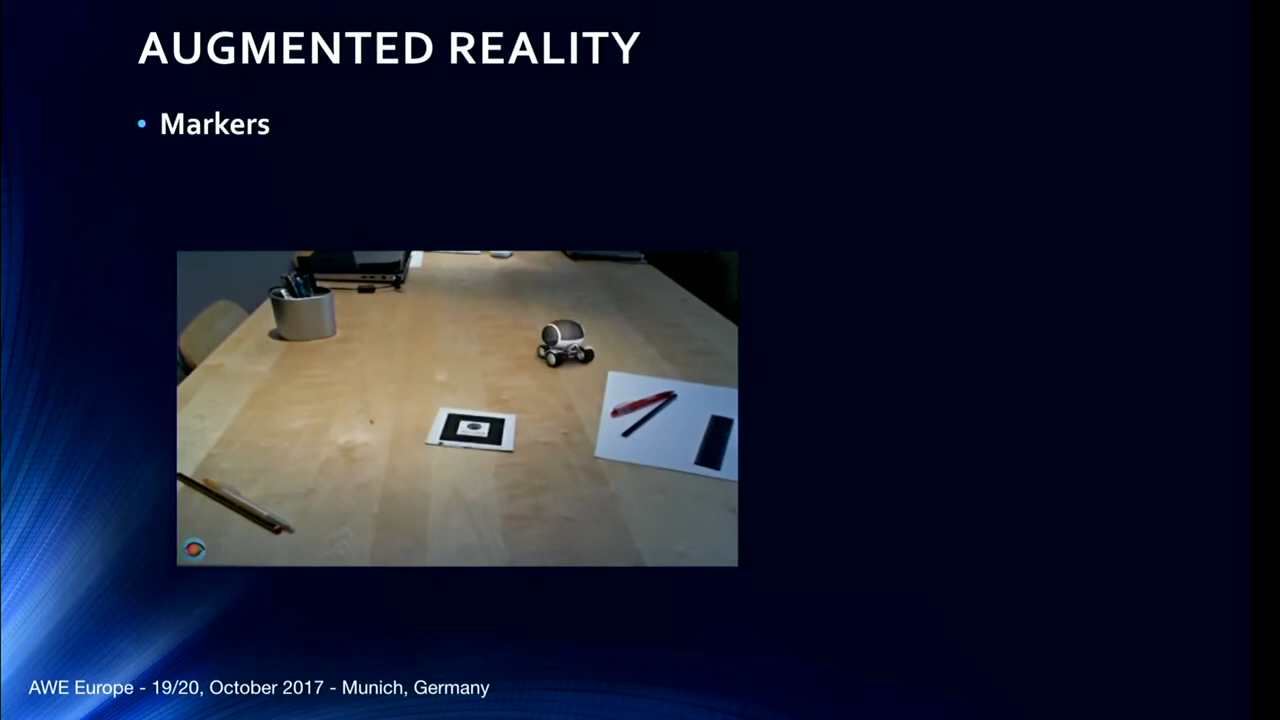 AUGMENTED REALITY
• Markers
AWE Europe - 19/20, October 2017 - Munich, Germany